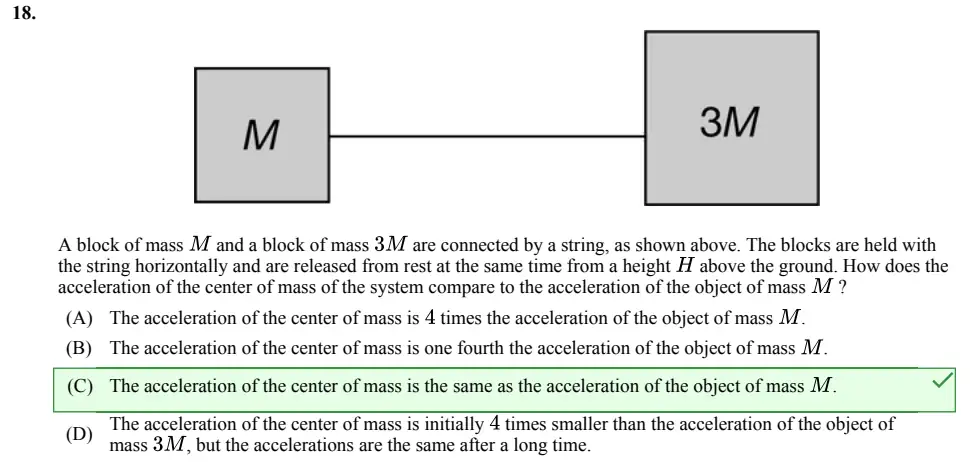 18.
M
3M
A block of mass M and a block of mass 3M are connected by a string, as shown above. The blocks are held with
the string horizontally and are released from rest at the same time from a height H above the ground. How does the
acceleration of the center of mass of the system compare to the acceleration of the object of mass M ?
(A) The acceleration of the center of mass is 4 times the acceleration of the object of mass M.
(B) The acceleration of the center of mass is one fourth the acceleration of the object of mass M.
(C) The acceleration of the center of mass is the same as the acceleration of the object of mass M.
(D) The acceleration of the center of mass is initially 4 times smaller than the acceleration of the object of
mass 3M, but the accelerations are the same after a long time.